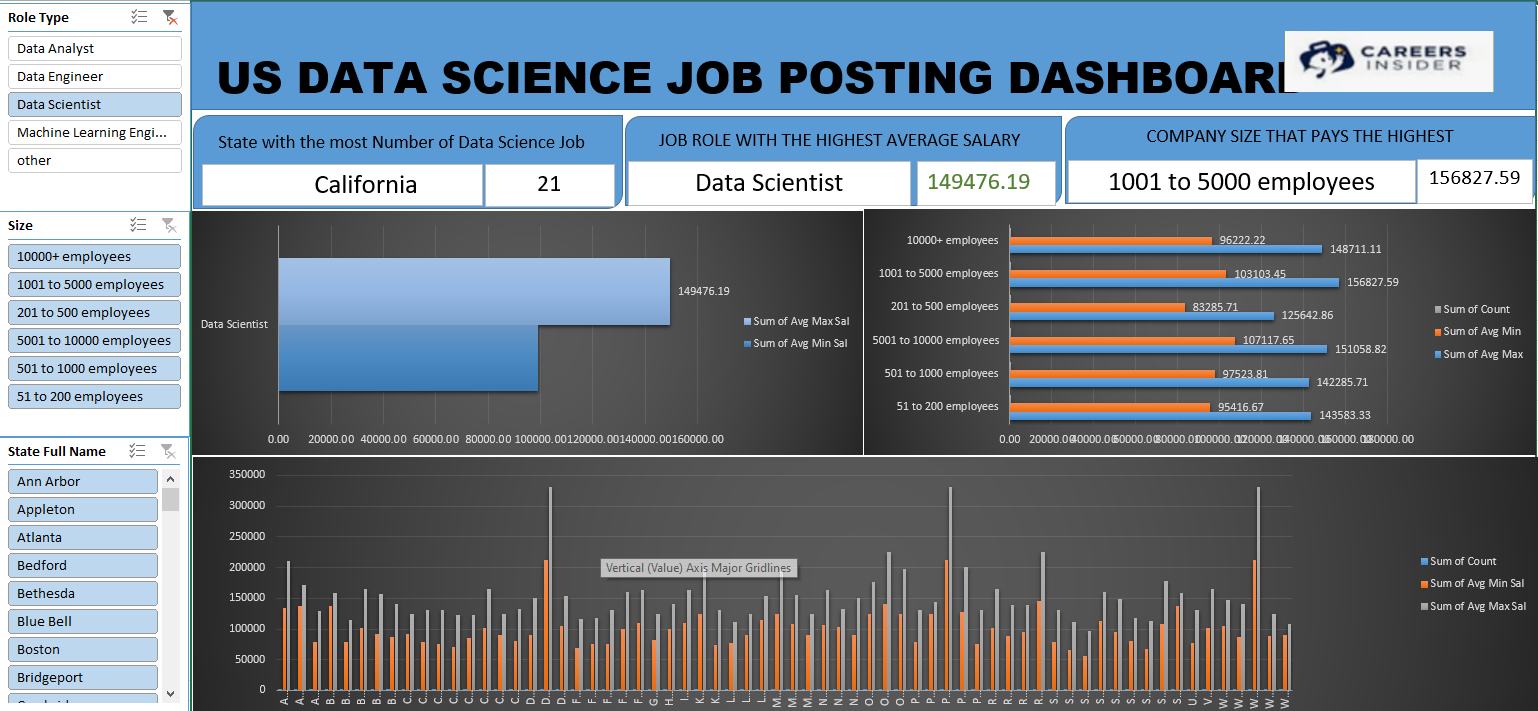 Role Type
Data Analyst
Data Engineer
Data Scientist
Machine Learning Engi...
other
Size
10000+ employees
1001 to 5000 employees
201 to 500 employees
5001 to 10000 employees
501 to 1000 employees
51 to 200 employees
State Full Name
Ann Arbor
Appleton
Atlanta
Bedford
Bethesda
Blue Bell
Boston
Bridgeport
US DATA SCIENCE JOB POSTING DASHBOARD
CAREERS
INSIDER
State with the most Number of Data Science Job
California 21
JOB ROLE WITH THE HIGHEST AVERAGE SALARY
Data Scientist 149476.19
COMPANY SIZE THAT PAYS THE HIGHEST
1001 to 5000 employees 156827.59
149476.19
Data Scientist
Sum of Avg Max Sal
Sum of Avg Min Sal
0.00 20000.00 40000.00 60000.00 80000.00 100000.00 120000.00 140000.00 160000.00
10000+ employees 96222.22
148711.11
1001 to 5000 employees 103103.45
156827.59
201 to 500 employees 83285.71
125642.86
5001 to 10000 employees 107117.65
151058.82
501 to 1000 employees 97523.81
142285.71
51 to 200 employees 95416.67
143583.33
Sum of Count
Sum of Avg Min
Sum of Avg Max
0.00 20000.00 40000.00 60000.00 80000.00 100000.00 120000.00 140000.00 160000.00 180000.00
350000
300000
250000
200000
150000
100000
50000
0
Vertical (Value) Axis Major Gridlines
Sum of Count
Sum of Avg Min Sal
Sum of Avg Max Sal